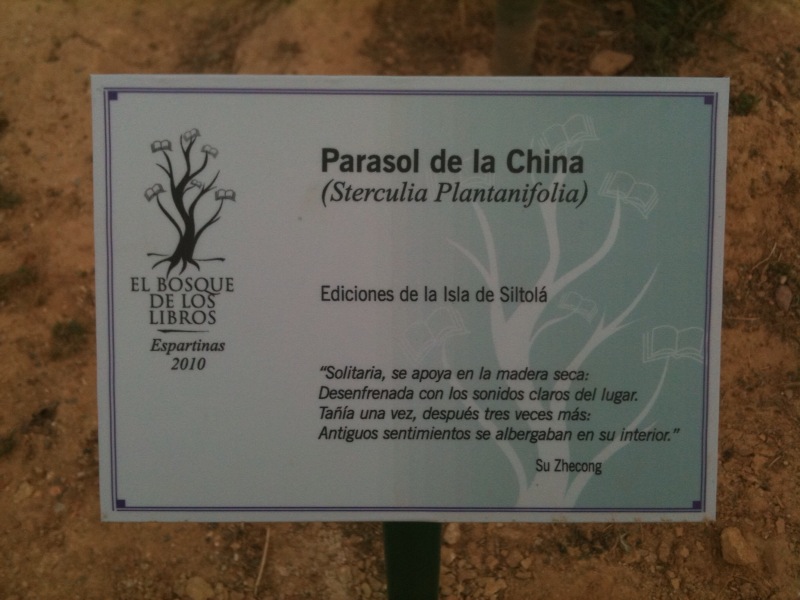 EL BOSQUE
DE LOS
LIBROS
Espartinas
2010
Parasol de la China
(Sterculia Plantanifolia)
Ediciones de la Isla de Siltolá
“Solitaria, se apoya en la madera seca:
Desenfrenada con los sonidos claros del lugar.
Tañía una vez, después tres veces más:
Antiguos sentimientos se albergaban en su interior.”
Su Zhecong